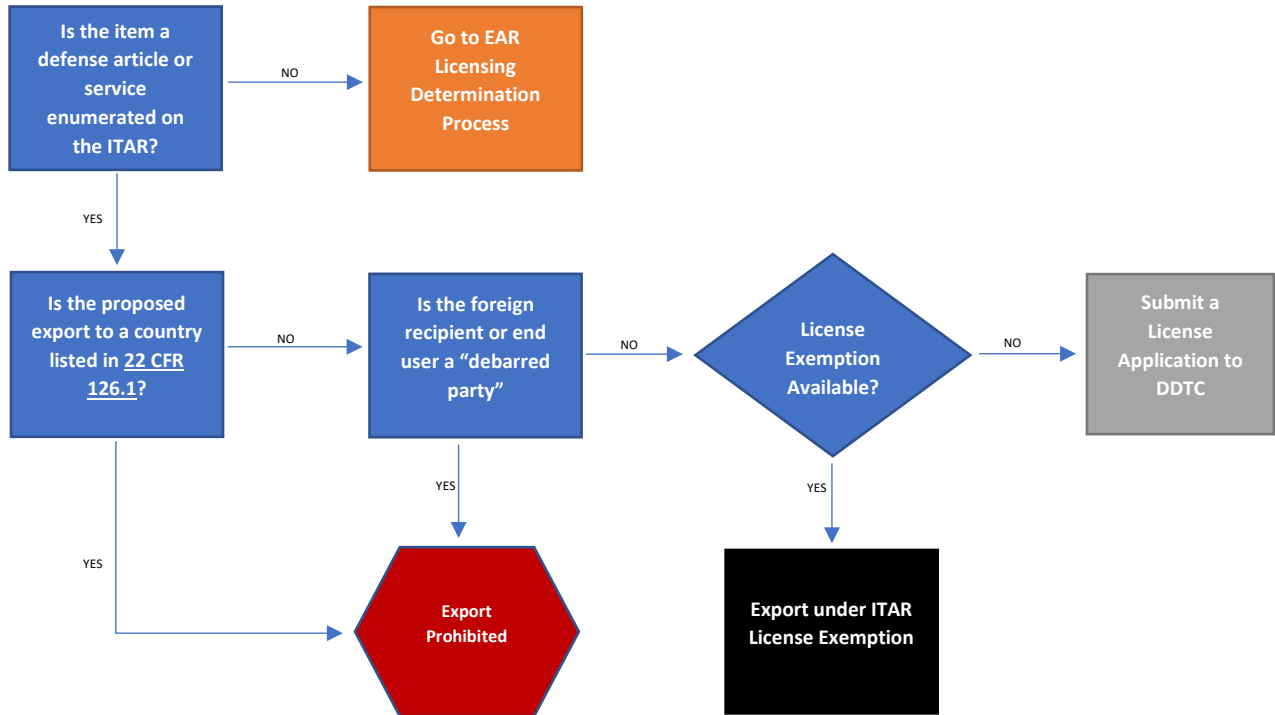 Is the item a
defense article or
service
enumerated on
the ITAR?
NO
Go to EAR
Licensing
Determination
Process
YES
Is the proposed
export to a country
listed in 22 CFR
126.1?
NO
Is the foreign
recipient or end
user a “debarred
party”
NO
License
Exemption
Available?
NO
Submit a
License
Application to
DDTC
YES
YES
YES
Export
Prohibited
Export under ITAR
License Exemption